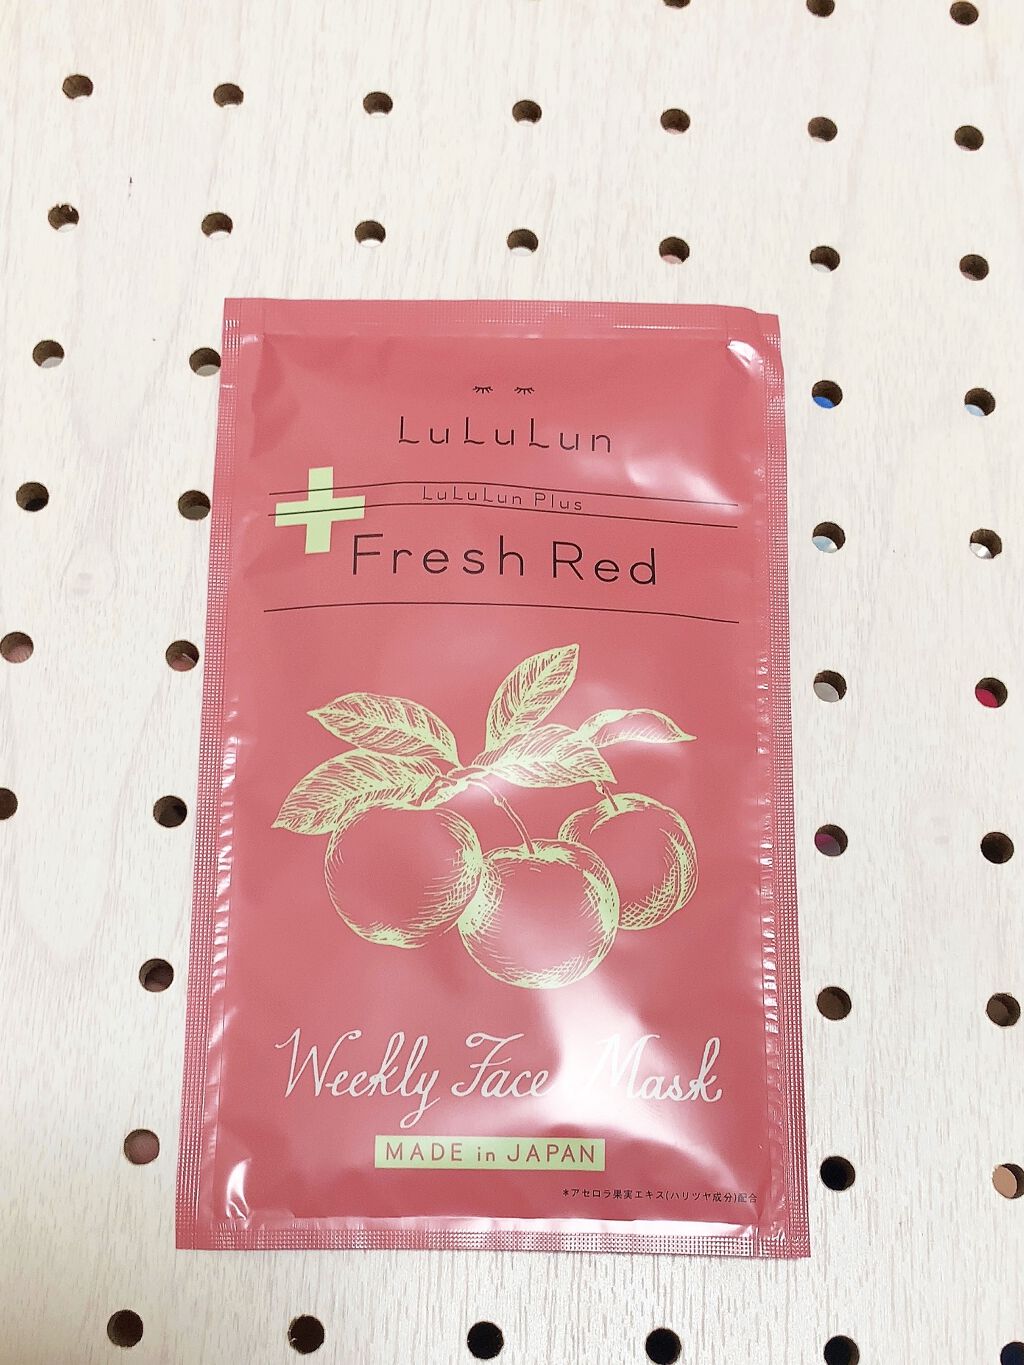 LuLuLun
LuLuLun Plus
Fresh Red
Weekly Face Mask
MADE in JAPAN
*アセロラ果実エキス(ハリツヤ成分)配合